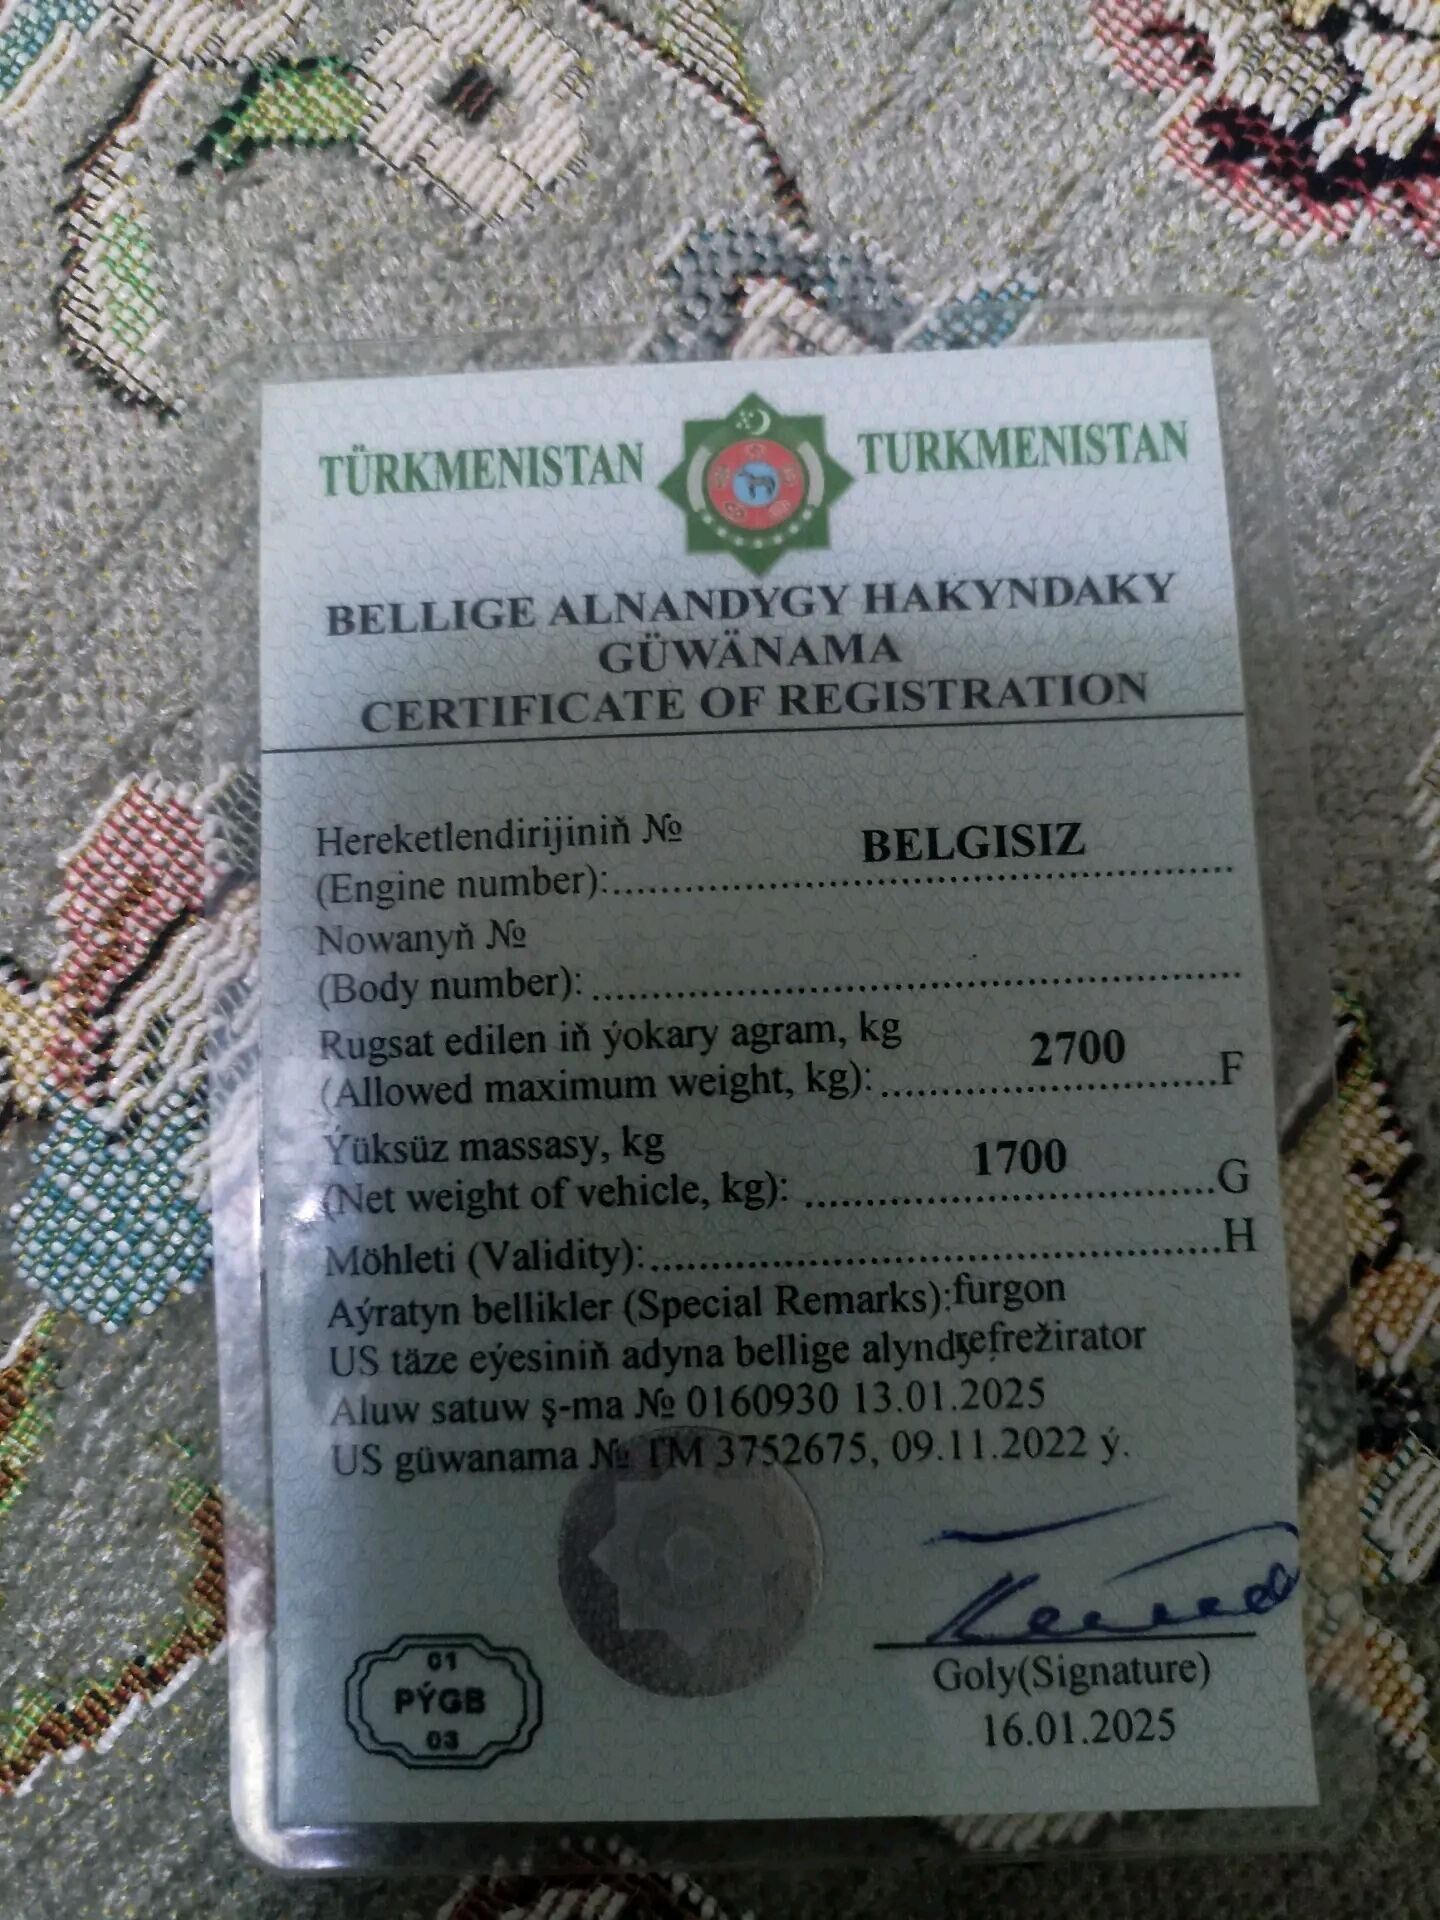 TÜRKMENISTAN TURKMENISTAN
BELLIGE ALNANDYGY HAKYNDAKY
GÜWÄNAMA
CERTIFICATE OF REGISTRATION
Hereketlendirijiniň № BELGISIZ
(Engine number):
Nowanyň №
(Body number):
Rugsat edilen iň ýokary agram, kg 2700
(Allowed maximum weight, kg): F
Ýüksüz massasy, kg 1700
(Net weight of vehicle, kg): G
Möhleti (Validity): H
Aýratyn bellikler (Special Remarks): furgon
US täze eýesiniň adyna bellige alyndy. refrežirator
Aluw satuw ş-ma № 0160930 13.01.2025
US güwanama № TM 3752675, 09.11.2022 ý.
Goly(Signature)
16.01.2025
01
PÝGB
03